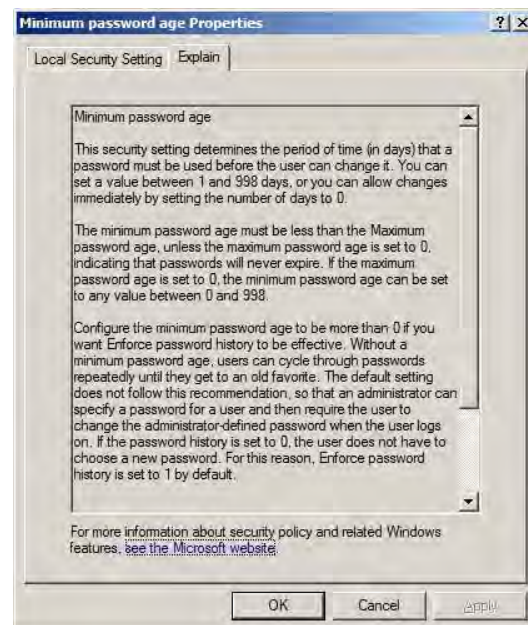 Minimum password age Properties
? X
Local Security Setting
Explain
Minimum password age
This security setting determines the period of time (in days) that a
password must be used before the user can change it. You can
set a value between 1 and 998 days, or you can allow changes
immediately by setting the number of days to 0.
The minimum password age must be less than the Maximum
password age, unless the maximum password age is set to 0,
indicating that passwords will never expire. If the maximum
password age is set to 0, the minimum password age can be set
to any value between 0 and 998.
Configure the minimum password age to be more than 0 if you
want Enforce password history to be effective. Without a
minimum password age, users can cycle through passwords
repeatedly until they get to an old favorite. The default setting
does not follow this recommendation, so that an administrator can
specify a password for a user and then require the user to
change the administrator-defined password when the user logs
on. If the password history is set to 0, the user does not have to
choose a new password. For this reason, Enforce password
history is set to 1 by default.
For more information about security policy and related Windows
features, see the Microsoft website.
OK
Cancel
Apply